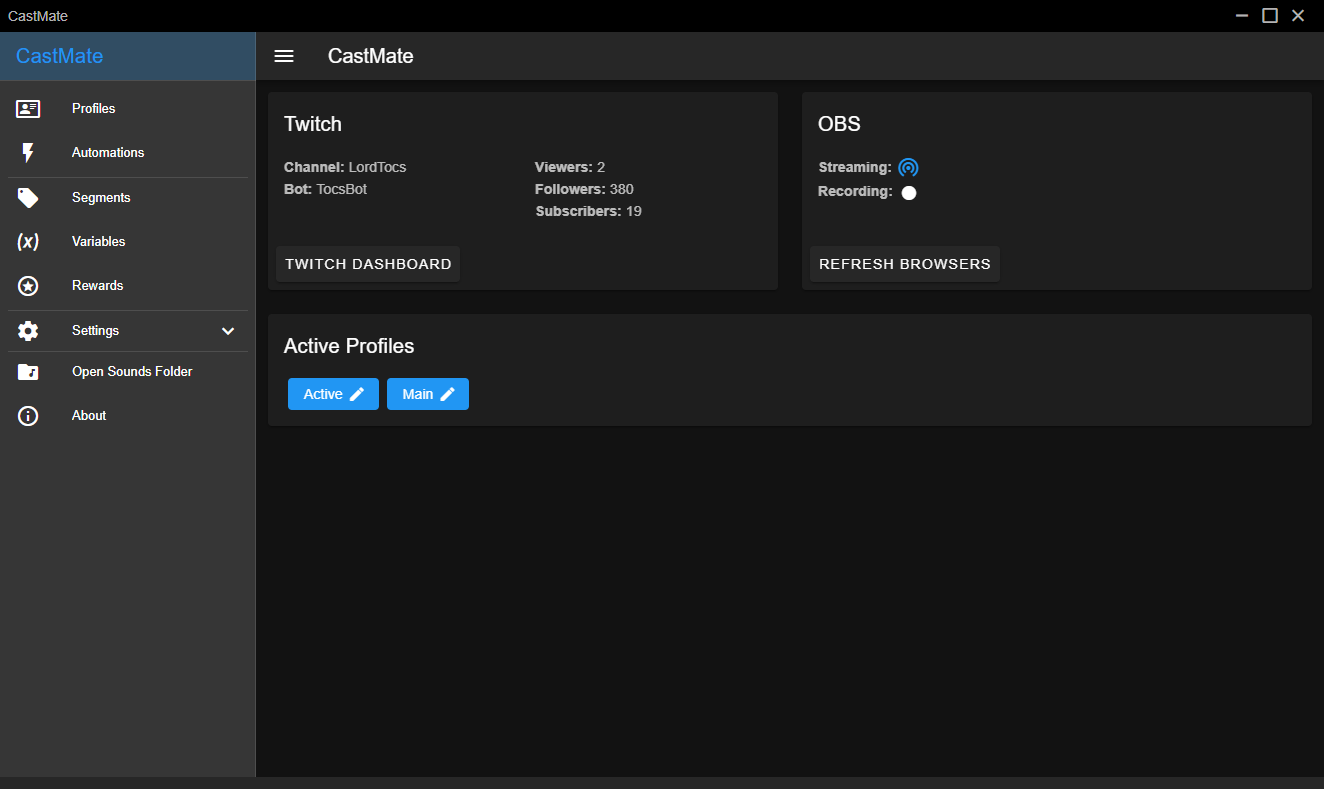 CastMate
CastMate
CastMate
Profiles
Automations
Segments
(x) Variables
Rewards
Settings
Open Sounds Folder
About
Twitch
Channel: LordTocs
Bot: TocsBot
Viewers: 2
Followers: 380
Subscribers: 19
TWITCH DASHBOARD
OBS
Streaming:
Recording:
REFRESH BROWSERS
Active Profiles
Active
Main